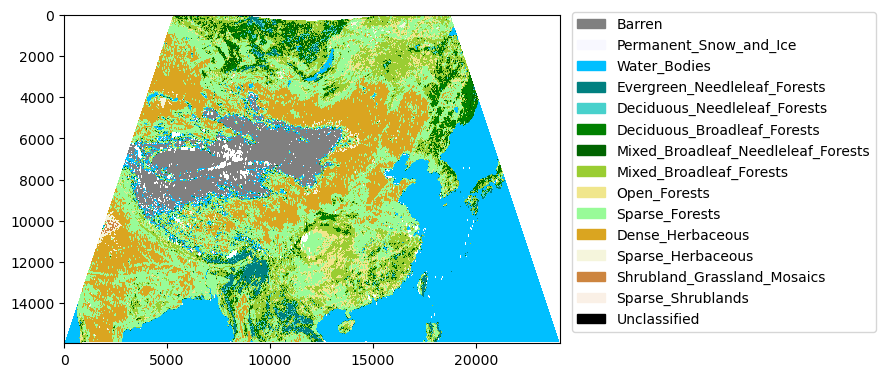 0
2000
4000
6000
8000
10000
12000
14000
0 5000 10000 15000 20000
Barren
Permanent_Snow_and_Ice
Water_Bodies
Evergreen_Needleleaf_Forests
Deciduous_Needleleaf_Forests
Deciduous_Broadleaf_Forests
Mixed_Broadleaf_Needleleaf_Forests
Mixed_Broadleaf_Forests
Open_Forests
Sparse_Forests
Dense_Herbaceous
Sparse_Herbaceous
Shrubland_Grassland_Mosaics
Sparse_Shrublands
Unclassified